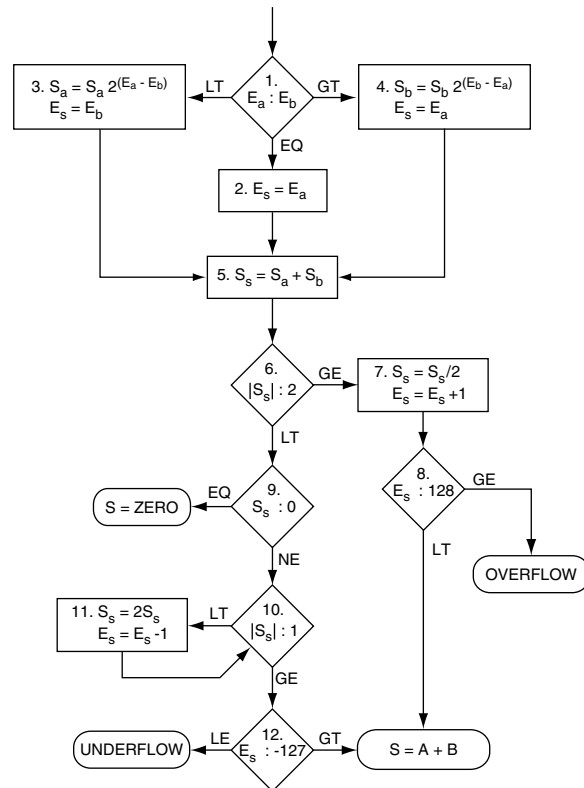 3. S_a = S_a 2^(E_a - E_b)
E_s = E_b
LT
1.
E_a : E_b
GT
4. S_b = S_b 2^(E_b - E_a)
E_s = E_a
EQ
2. E_s = E_a
5. S_s = S_a + S_b
6.
|S_s| : 2
GE
7. S_s = S_s/2
E_s = E_s +1
LT
8.
E_s : 128
GE
9.
S_s : 0
EQ
S = ZERO
LT
OVERFLOW
NE
10.
|S_s| : 1
LT
11. S_s = 2S_s
E_s = E_s -1
GE
12.
E_s : -127
LE
UNDERFLOW
GT
S = A + B